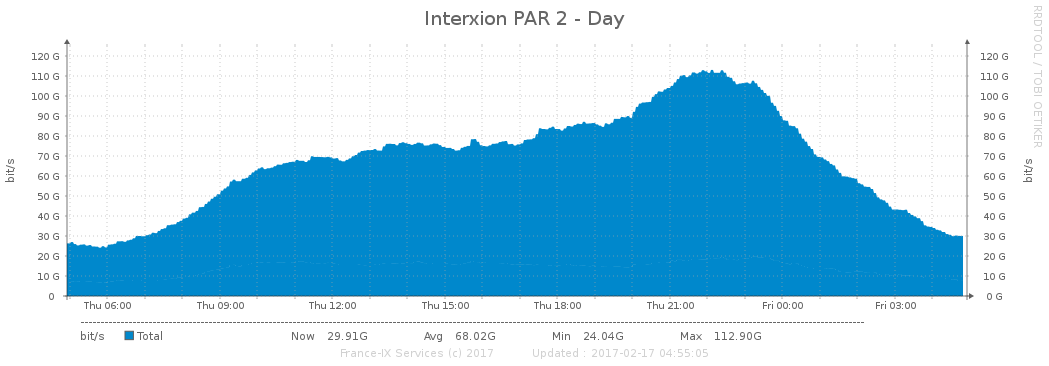 Interxion PAR 2 - Day
RRDTOOL / TOBI OETIKER
120 G 120 G
110 G 110 G
100 G 100 G
90 G 90 G
80 G 80 G
70 G 70 G
60 G 60 G
50 G 50 G
40 G 40 G
30 G 30 G
20 G 20 G
10 G 10 G
0 0 G
bit/s
bit/s
Thu 06:00 Thu 09:00 Thu 12:00 Thu 15:00 Thu 18:00 Thu 21:00 Fri 00:00 Fri 03:00
bit/s Total Now 29.91G Avg 68.02G Min 24.04G Max 112.90G
France-IX Services (c) 2017 Updated : 2017-02-17 04:55:05